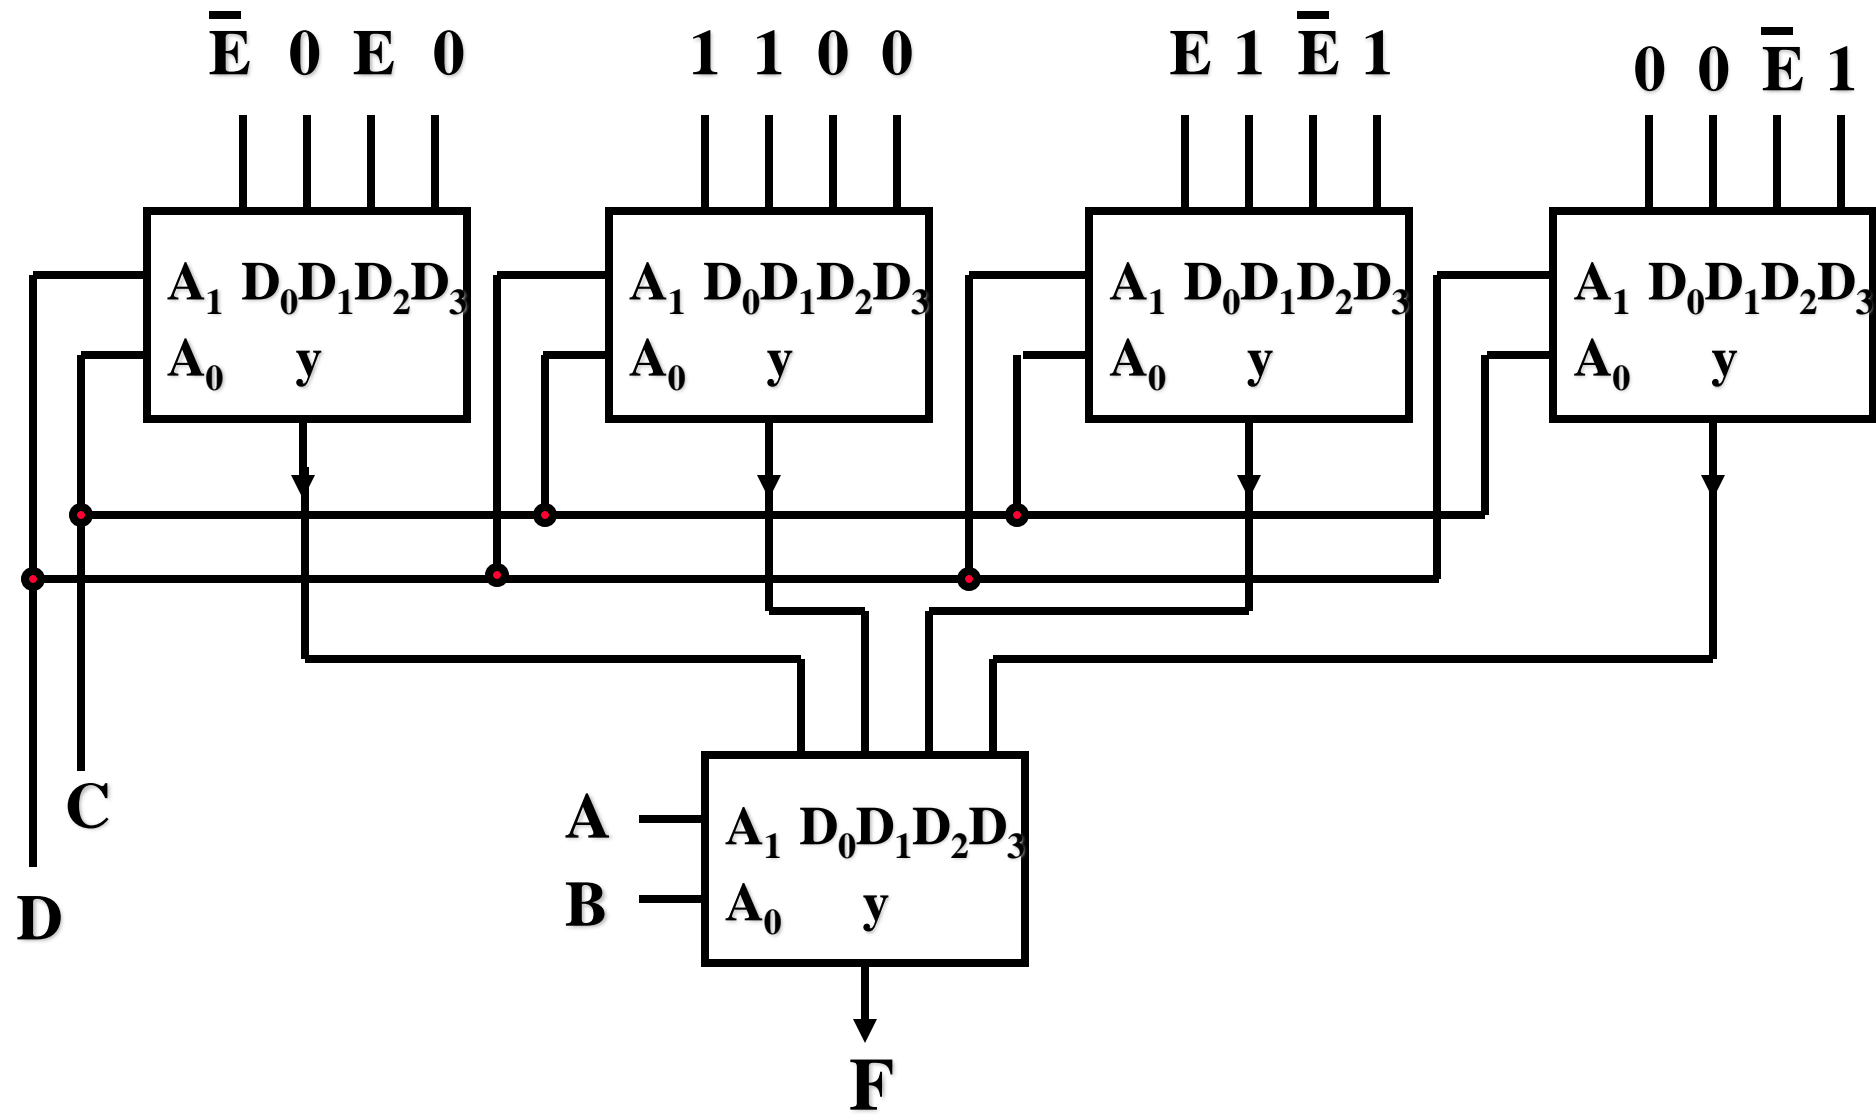 E̅ 0 E 0 1 1 0 0 E 1 E̅ 1 0 0 E̅ 1
A₁ D₀D₁D₂D₃ A₁ D₀D₁D₂D₃ A₁ D₀D₁D₂D₃ A₁ D₀D₁D₂D₃
A₀ y A₀ y A₀ y A₀ y
C
A A₁ D₀D₁D₂D₃
B A₀ y
D
F